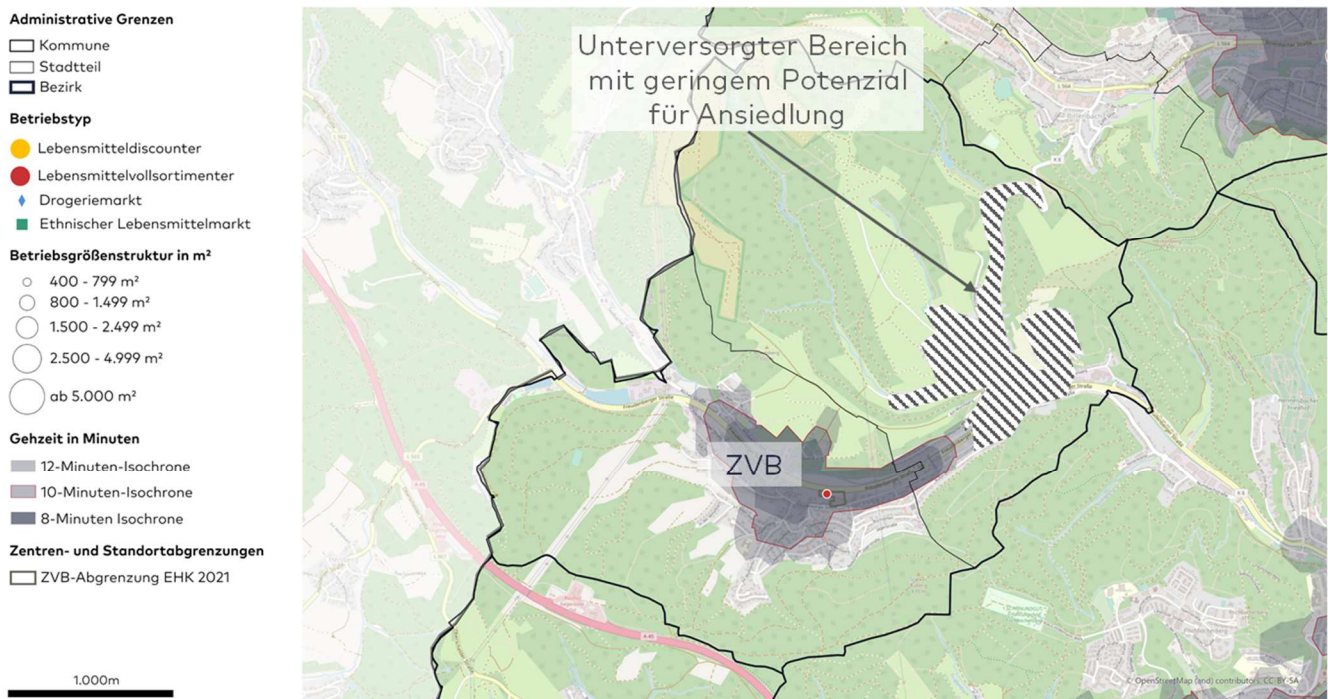 Administrative Grenzen
Kommune
Stadtteil
Bezirk
Betriebstyp
Lebensmitteldiscounter
Lebensmittelvollsortimenter
Drogeriemarkt
Ethnischer Lebensmittelmarkt
Betriebsgrößenstruktur in m²
400 - 799 m²
800 - 1.499 m²
1.500 - 2.499 m²
2.500 - 4.999 m²
ab 5.000 m²
Gehzeit in Minuten
12-Minuten-Isochrone
10-Minuten-Isochrone
8-Minuten Isochrone
Zentren- und Standortabgrenzungen
ZVB-Abgrenzung EHK 2021
1.000m
Unterversorgter Bereich
mit geringem Potenzial
für Ansiedlung
ZVB
A 45
K 8
L 564
© OpenStreetMap (and) contributors, CC-BY-SA